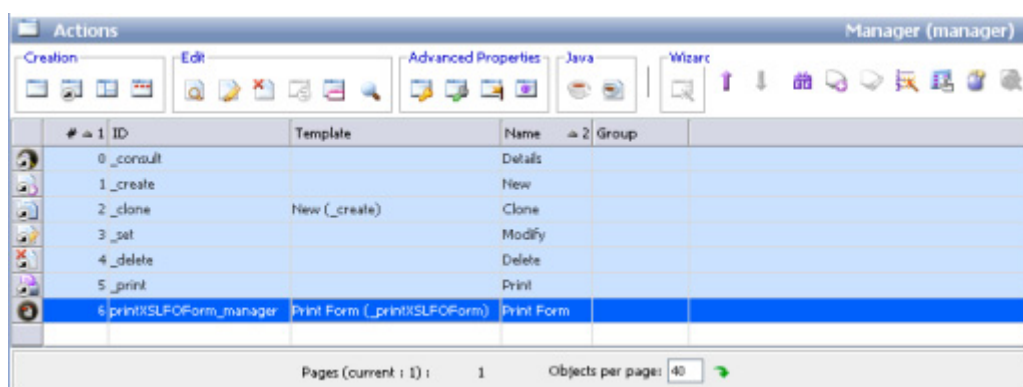 Actions Manager (manager)
Creation Edit Advanced Properties Java Wizard
# 1 ID Template Name 2 Group
0 _consult Details
1 _create New
2 _clone New (_create) Clone
3 _set Modify
4 _delete Delete
5 _print Print
6 printXSLFOForm_manager Print Form (_printXSLFOForm) Print Form
Pages (current : 1) : 1 Objects per page: 40